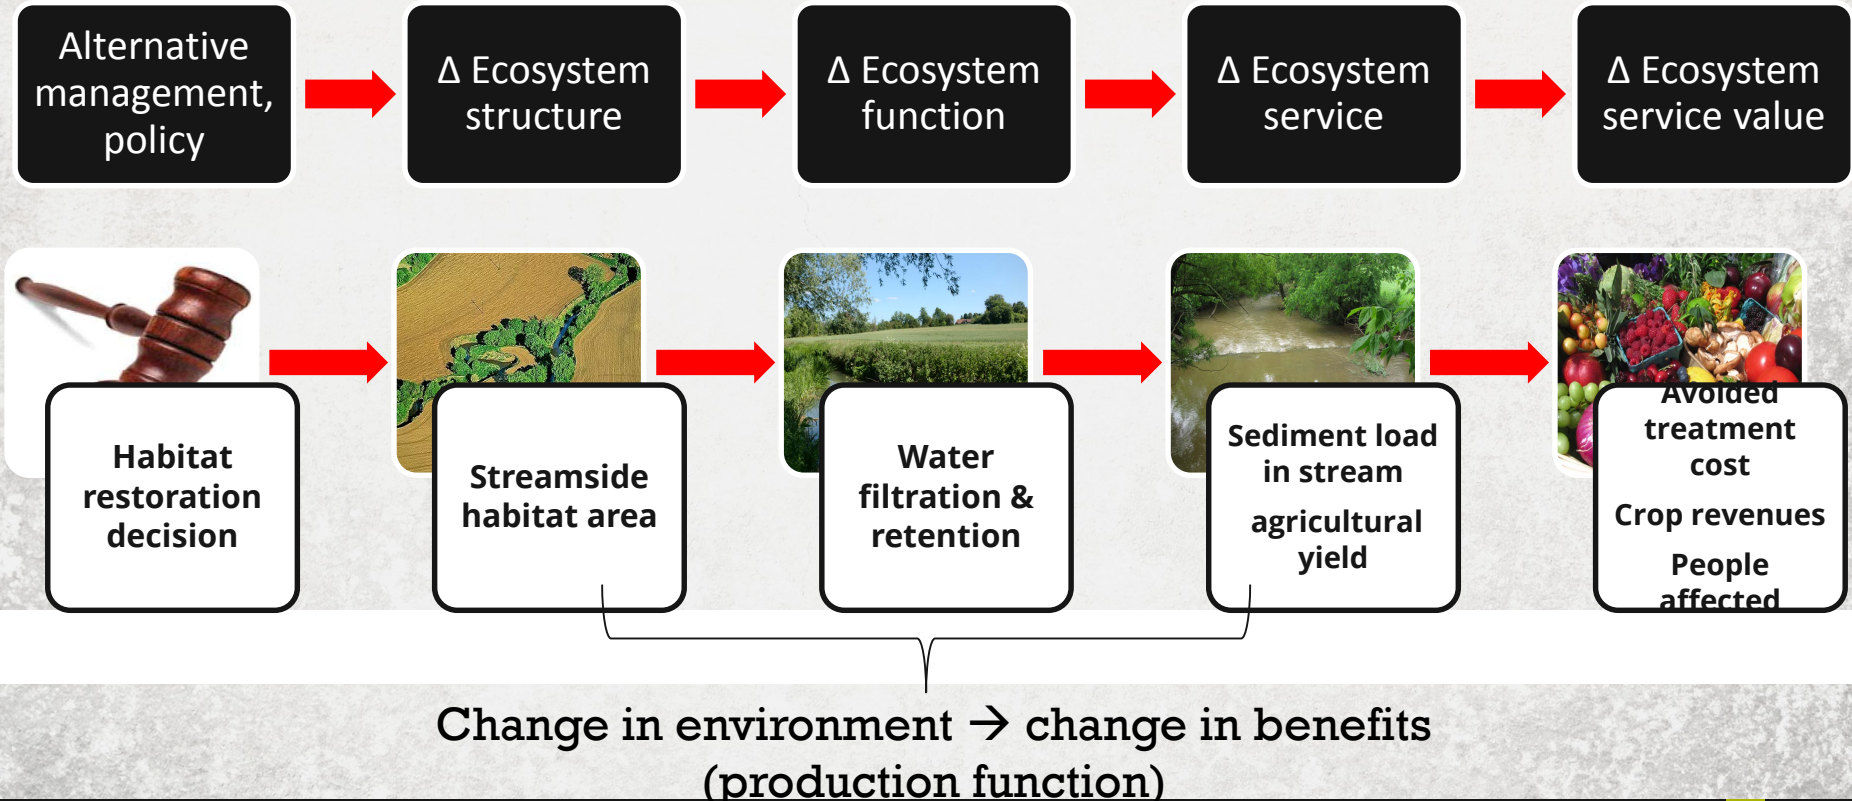 Alternative
management,
policy
Δ Ecosystem
structure
Δ Ecosystem
function
Δ Ecosystem
service
Δ Ecosystem
service value
Habitat
restoration
decision
Streamside
habitat area
Water
filtration &
retention
Sediment load
in stream
agricultural
yield
Avoided
treatment
cost
Crop revenues
People
affected
Change in environment → change in benefits
(production function)